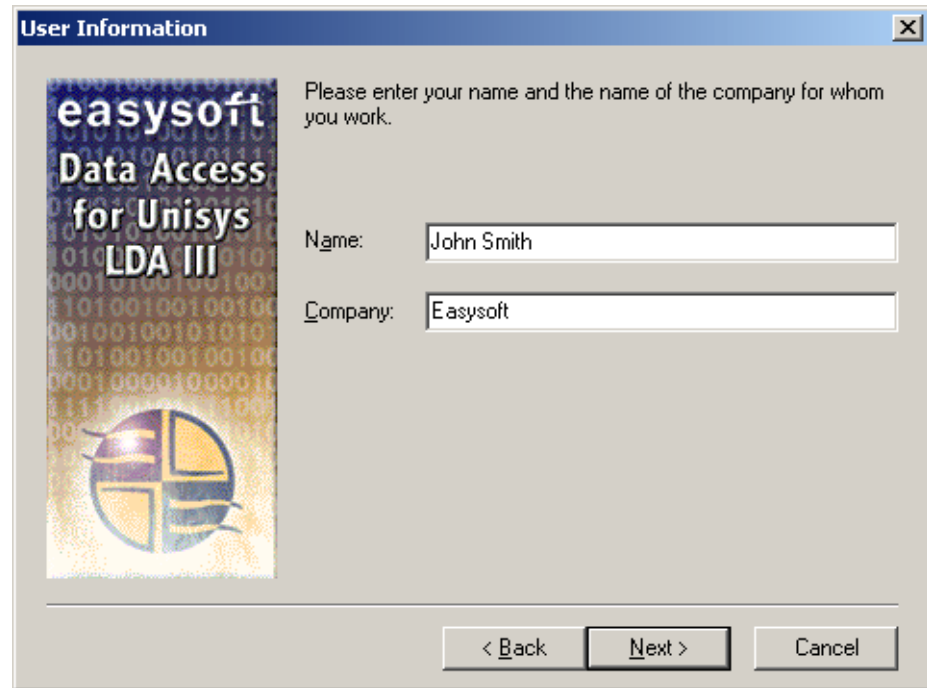 User Information
easysoft
Data Access
for Unisys
LDA III
Please enter your name and the name of the company for whom
you work.
Name: John Smith
Company: Easysoft
< Back Next > Cancel